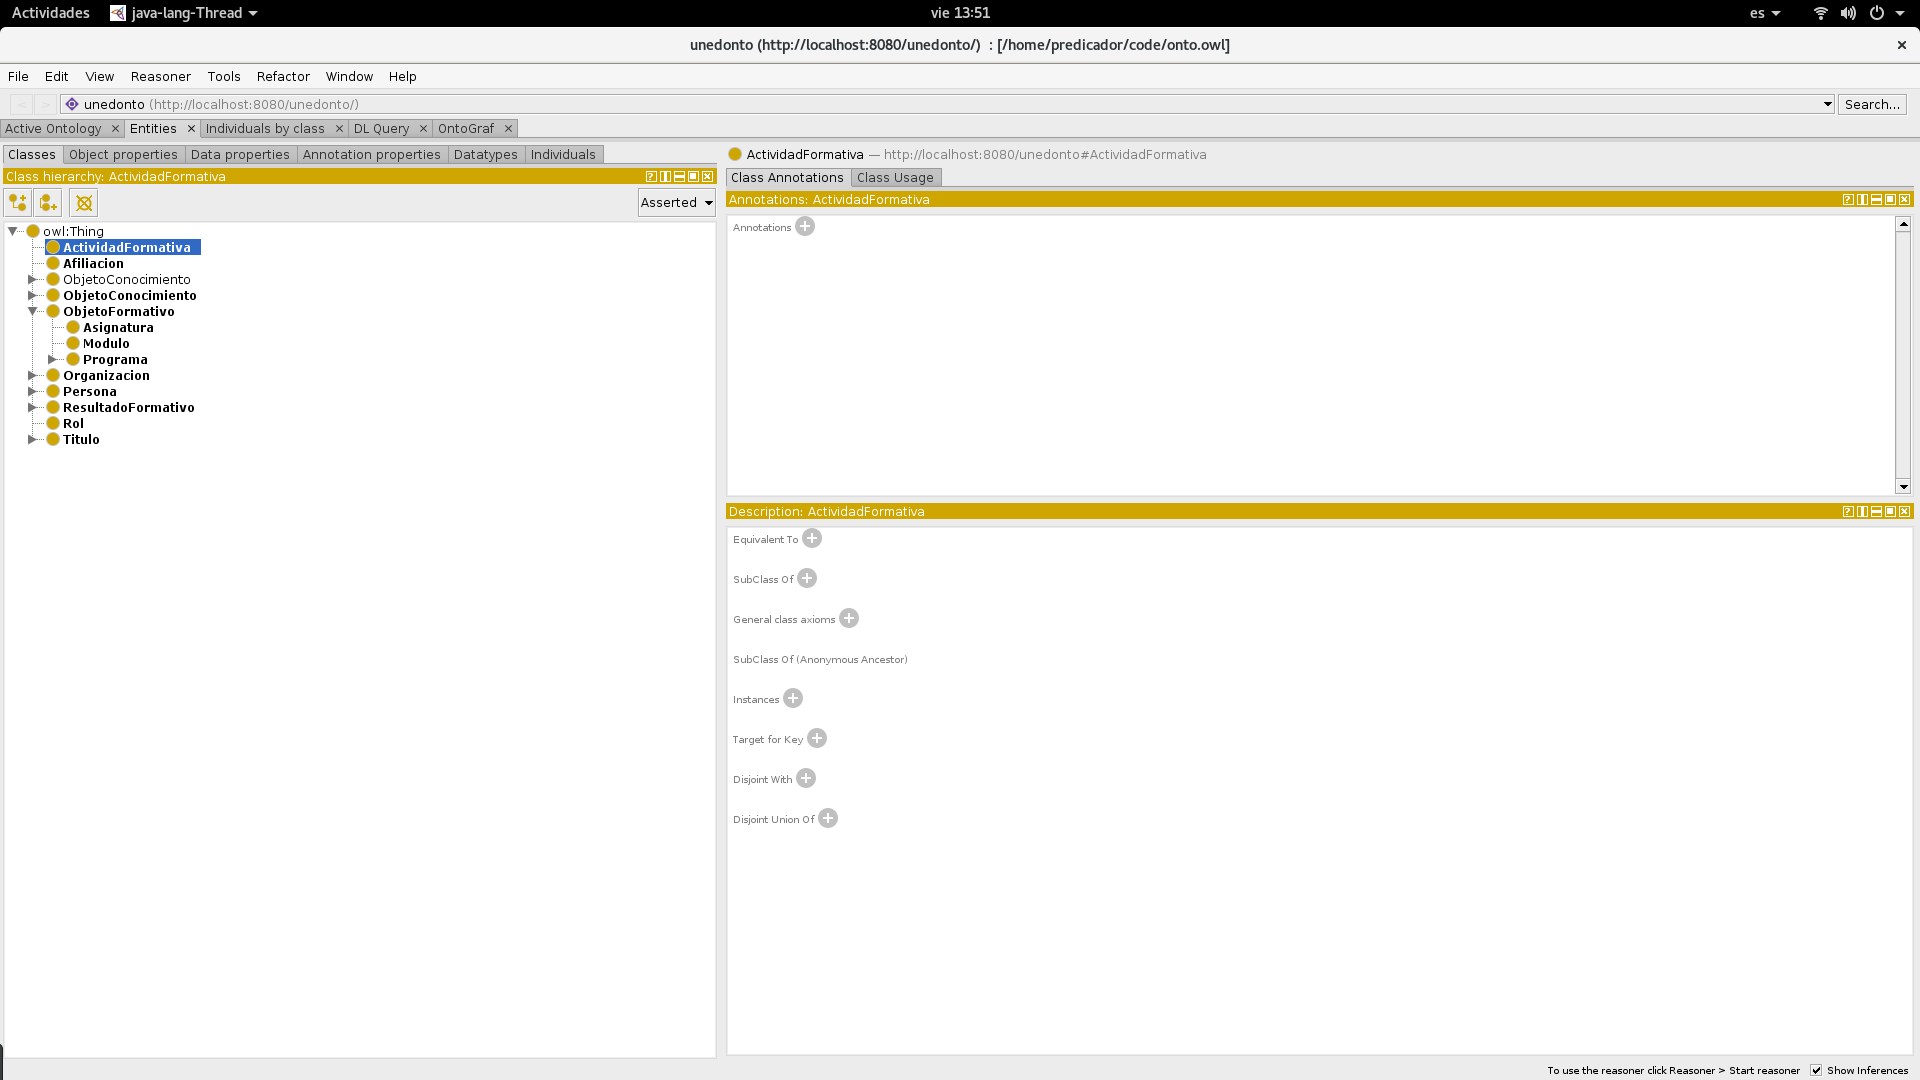 Actividades java-lang-Thread vie 13:51 es
unedonto (http://localhost:8080/unedonto/) : [/home/predicador/code/onto.owl]
File Edit View Reasoner Tools Refactor Window Help
< > unedonto (http://localhost:8080/unedonto/) Search...
Active Ontology Entities Individuals by class DL Query OntoGraf
Classes Object properties Data properties Annotation properties Datatypes Individuals
Class hierarchy: ActividadFormativa
Asserted
owl:Thing
ActividadFormativa
Afiliacion
ObjetoConocimiento
ObjetoConocimiento
ObjetoFormativo
Asignatura
Modulo
Programa
Organizacion
Persona
ResultadoFormativo
Rol
Titulo
ActividadFormativa — http://localhost:8080/unedonto#ActividadFormativa
Class Annotations Class Usage
Annotations: ActividadFormativa
Annotations
Description: ActividadFormativa
Equivalent To
SubClass Of
General class axioms
SubClass Of (Anonymous Ancestor)
Instances
Target for Key
Disjoint With
Disjoint Union Of
To use the reasoner click Reasoner > Start reasoner Show Inferences